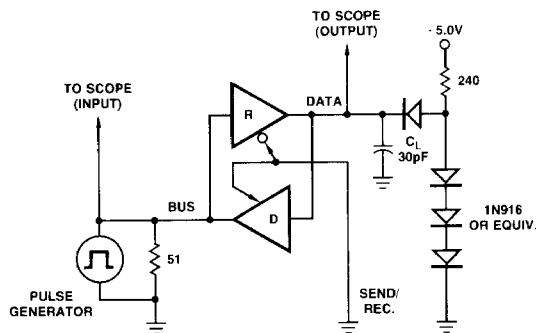 TO SCOPE
(OUTPUT)
- 5.0V
TO SCOPE
(INPUT)
240
R
DATA
CL
30pF
BUS
D
1N916
OR EQUIV.
51
PULSE
GENERATOR
SEND/
REC.